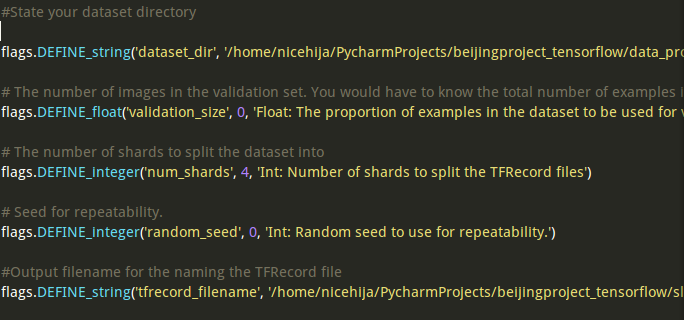 #State your dataset directory
flags.DEFINE_string('dataset_dir', '/home/nicehija/PycharmProjects/beijingproject_tensorflow/data_pro
# The number of images in the validation set. You would have to know the total number of examples i
flags.DEFINE_float('validation_size', 0, 'Float: The proportion of examples in the dataset to be used for v
# The number of shards to split the dataset into
flags.DEFINE_integer('num_shards', 4, 'Int: Number of shards to split the TFRecord files')
# Seed for repeatability.
flags.DEFINE_integer('random_seed', 0, 'Int: Random seed to use for repeatability.')
#Output filename for the naming the TFRecord file
flags.DEFINE_string('tfrecord_filename', '/home/nicehija/PycharmProjects/beijingproject_tensorflow/sl